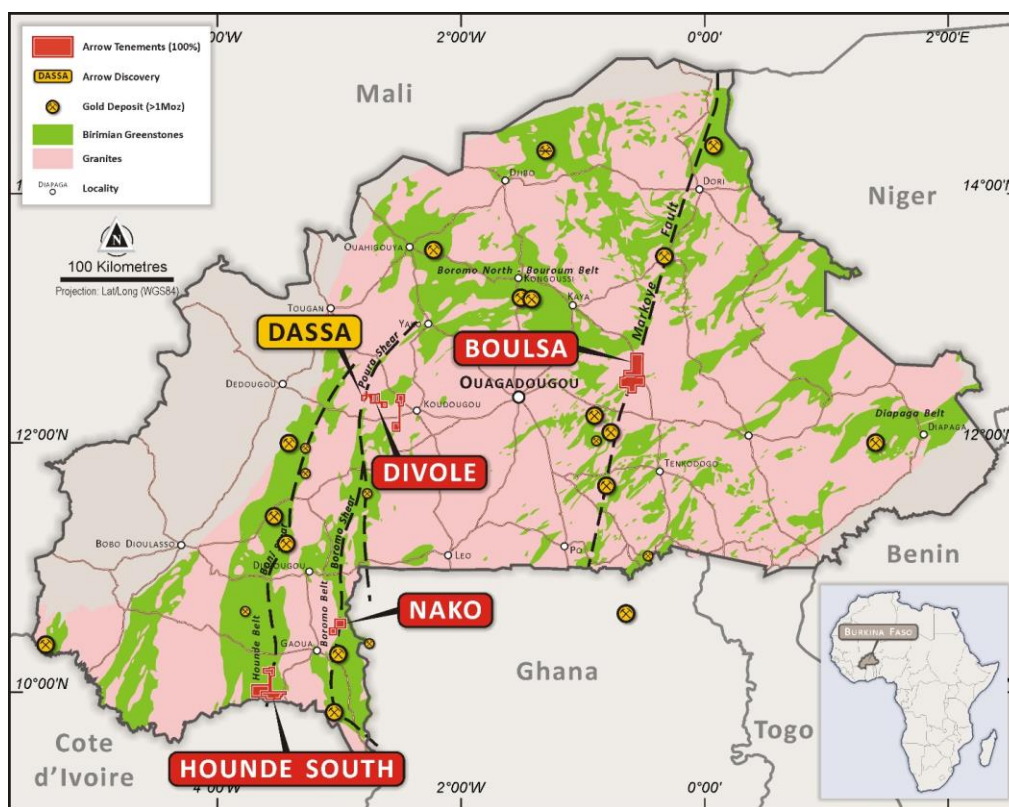 4°00'W
2°00'W
0°00'
2°00'E
Arrow Tenements (100%)
DASSA
Arrow Discovery
Gold Deposit (>1Moz)
Birimian Greenstones
Granites
DIAPAGA
Locality
N
100 Kilometres
Projection: Lat/Long (WGS84)
Mali
Niger
14°00'N
DJIBO
DORI
OUAHIGOUYA
Boromo North - Bouroum Belt
KONGOUSSI
KAYA
Markoye Fault
TOUGAN
YAKO
DASSA
Poura Shear
BOULSA
OUAGADOUGOU
DEDOUGOU
KOUDOUGOU
Diapaga Belt
DIAPAGA
12°00'N
12°00'N
DIVOLE
TENKODOGO
Boromo Shear
BOBO DIOULASSO
LEO
PO
Benin
NAKO
Boromo Belt
Hounde Belt
GAOUA
BURKINA FASO
10°00'N
Ghana
Togo
Cote
d'Ivoire
HOUNDE SOUTH
4°00'W
2°00'W
0°00'